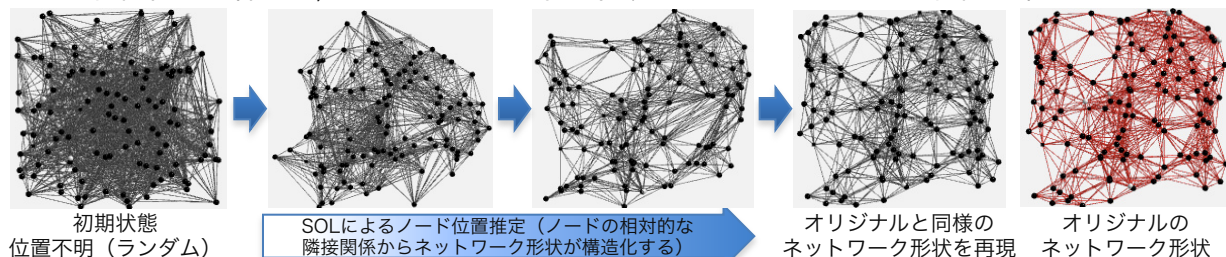 初期状態
位置不明（ランダム）
SOLによるノード位置推定（ノードの相対的な
隣接関係からネットワーク形状が構造化する）
オリジナルと同様の
ネットワーク形状を再現
オリジナルの
ネットワーク形状